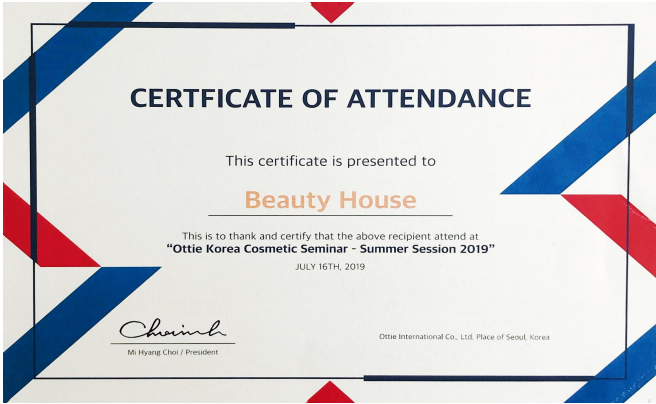 CERTFICATE OF ATTENDANCE
This certificate is presented to
Beauty House
This is to thank and certify that the above recipient attend at
“Ottie Korea Cosmetic Seminar - Summer Session 2019”
JULY 16TH, 2019
Mi Hyang Choi / President
Ottie International Co., Ltd, Place of Seoul, Korea